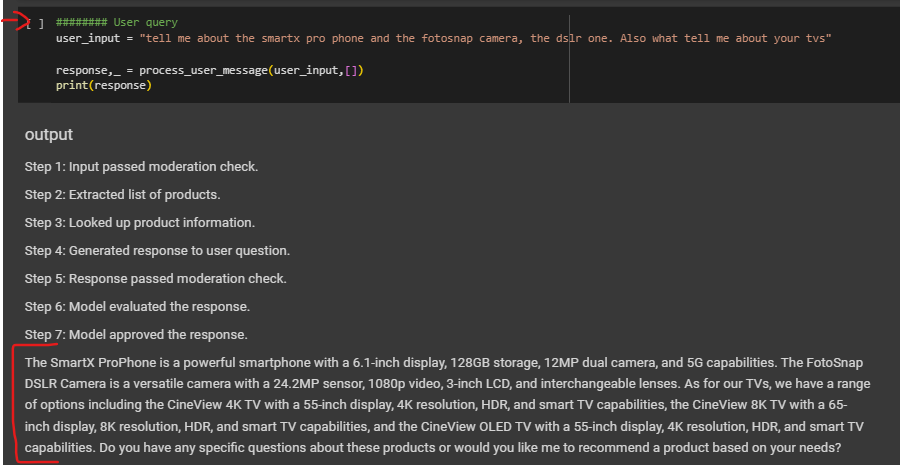 [ ] ######## User query
user_input = "tell me about the smartx pro phone and the fotosnap camera, the dslr one. Also what tell me about your tvs"
response,_ = process_user_message(user_input,[])
print(response)
output
Step 1: Input passed moderation check.
Step 2: Extracted list of products.
Step 3: Looked up product information.
Step 4: Generated response to user question.
Step 5: Response passed moderation check.
Step 6: Model evaluated the response.
Step 7: Model approved the response.
The SmartX ProPhone is a powerful smartphone with a 6.1-inch display, 128GB storage, 12MP dual camera, and 5G capabilities. The FotoSnap
DSLR Camera is a versatile camera with a 24.2MP sensor, 1080p video, 3-inch LCD, and interchangeable lenses. As for our TVs, we have a range
of options including the CineView 4K TV with a 55-inch display, 4K resolution, HDR, and smart TV capabilities, the CineView 8K TV with a 65-
inch display, 8K resolution, HDR, and smart TV capabilities, and the CineView OLED TV with a 55-inch display, 4K resolution, HDR, and smart TV
capabilities. Do you have any specific questions about these products or would you like me to recommend a product based on your needs?